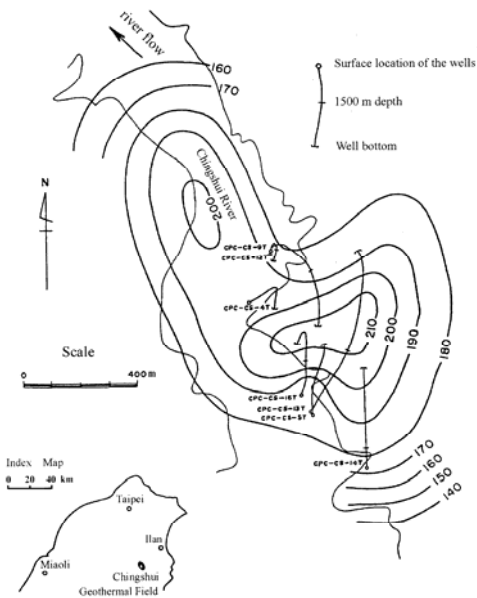 river flow
160
170
Surface location of the wells
1500 m depth
Well bottom
N
Chingshui River
200
CPC-CS-9T
CPC-CS-12T
CPC-CS-4T
210
200
190
180
Scale
0 400 m
CPC-CS-16T
CPC-CS-13T
CPC-CS-5T
CPC-CS-14T
170
160
150
140
Index Map
0 20 40 km
Taipei
Ilan
Miaoli
Chingshui
Geothermal Field